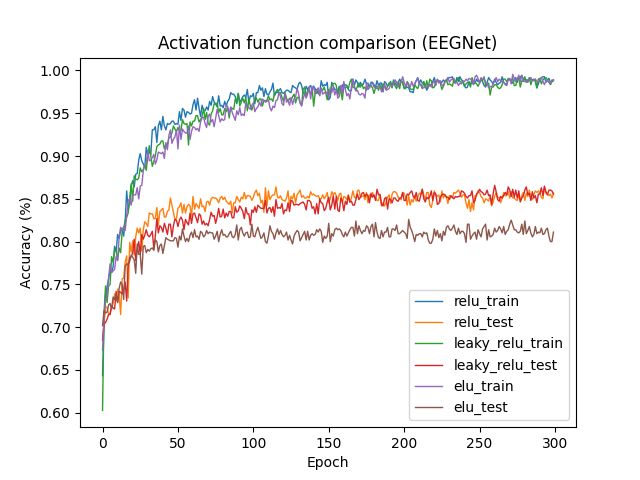 Activation function comparison (EEGNet)
Accuracy (%)
1.00
0.95
0.90
0.85
0.80
0.75
0.70
0.65
0.60
relu_train
relu_test
leaky_relu_train
leaky_relu_test
elu_train
elu_test
0 50 100 150 200 250 300
Epoch